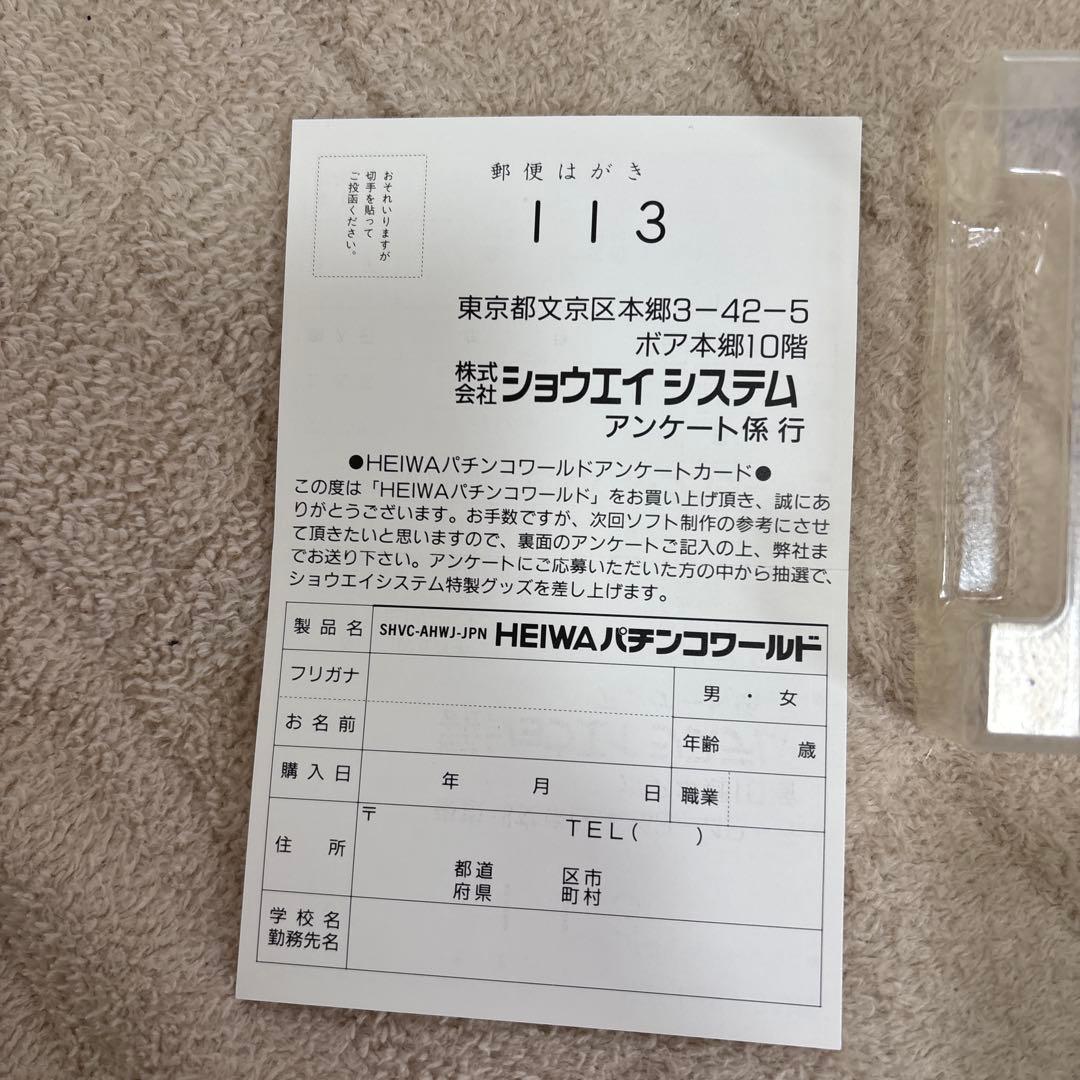 郵便はがき
おそれいりますが
切手を貼って
ご投函ください。
113
東京都文京区本郷3-42-5
ボア本郷10階
株式会社 ショウエイシステム
アンケート係 行
●HEIWAパチンコワールドアンケートカード●
この度は「HEIWAパチンコワールド」をお買い上げ頂き、誠にあ
りがとうございます。お手数ですが、次回ソフト制作の参考にさせ
て頂きたいと思いますので、裏面のアンケートご記入の上、弊社ま
でお送り下さい。アンケートにご応募いただいた方の中から抽選で、
ショウエイシステム特製グッズを差し上げます。
製品名 SHVC-AHWJ-JPN HEIWAパチンコワールド
フリガナ
男・女
お名前
年齢 歳
購入日 年 月 日
職業
住所 〒 TEL( )
都道府県 区市町村
学校名
勤務先名